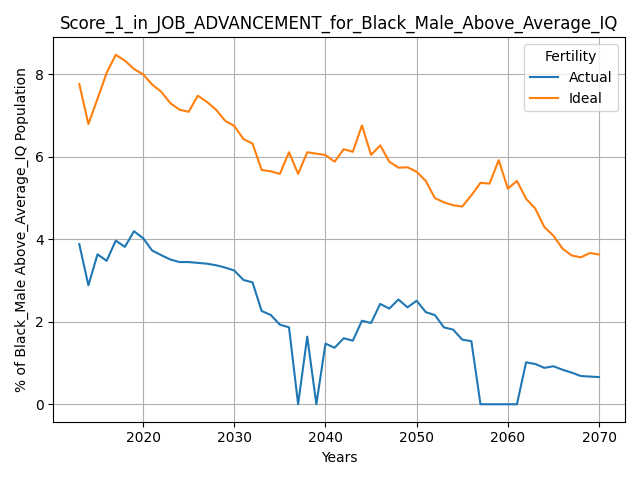 Score_1_in_JOB_ADVANCEMENT_for_Black_Male_Above_Average_IQ
% of Black_Male Above_Average_IQ Population
8
6
4
2
0
Fertility
Actual
Ideal
2020 2030 2040 2050 2060 2070
Years